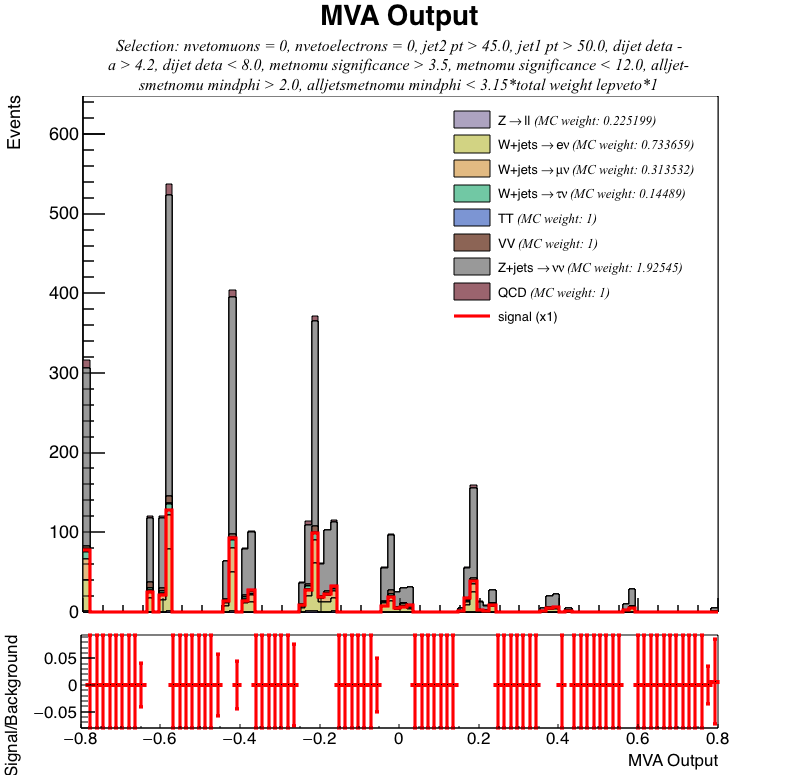 MVA Output
Selection: nvetomuons = 0, nvetoelectrons = 0, jet2 pt > 45.0, jet1 pt > 50.0, dijet deta -
a > 4.2, dijet deta < 8.0, metnomu significance > 3.5, metnomu significance < 12.0, alljet-
smetnomu mindphi > 2.0, alljetsmetnomu mindphi < 3.15*total weight lepveto*1
Events
600
500
400
300
200
100
0
Z→ll (MC weight: 0.225199)
W+jets→eν (MC weight: 0.733659)
W+jets→μν (MC weight: 0.313532)
W+jets→τν (MC weight: 0.14489)
TT (MC weight: 1)
VV (MC weight: 1)
Z+jets→νν (MC weight: 1.92545)
QCD (MC weight: 1)
signal (x1)
Signal/Background
0.05
0
−0.05
−0.8 −0.6 −0.4 −0.2 0 0.2 0.4 0.6 0.8
MVA Output